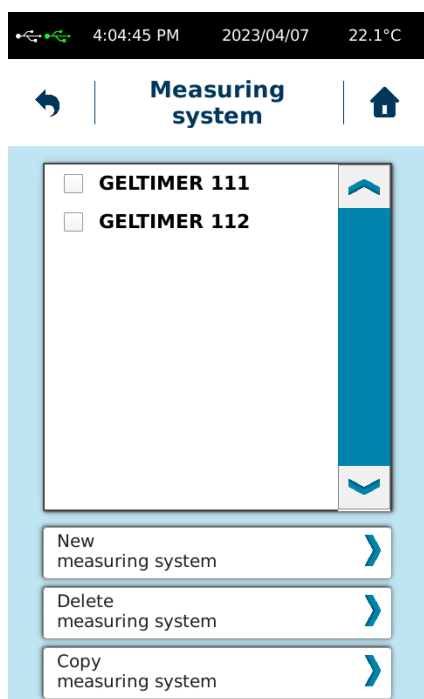 4:04:45 PM 2023/04/07 22.1°C
Measuring
system
GELTIMER 111
GELTIMER 112
New
measuring system
Delete
measuring system
Copy
measuring system